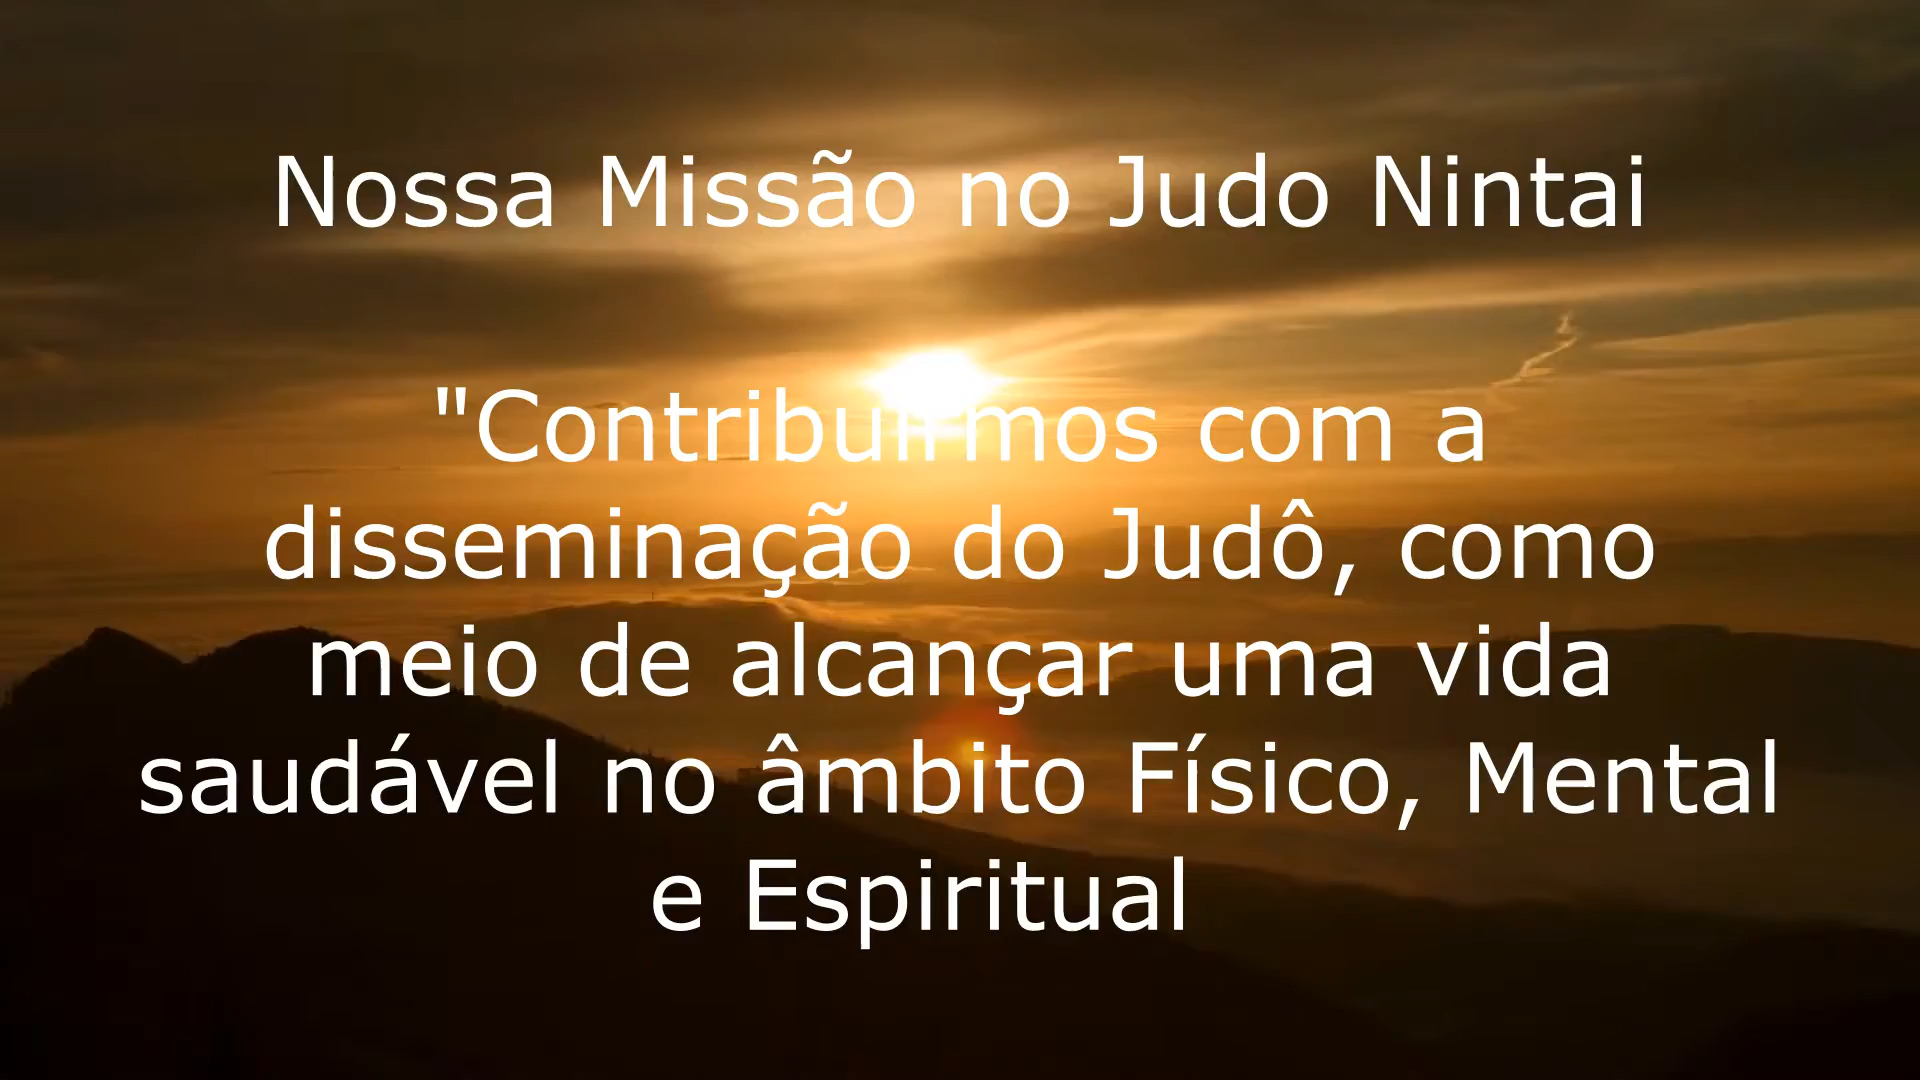 Nossa Missão no Judo Nintai
"Contribuirmos com a
disseminação do Judô, como
meio de alcançar uma vida
saudável no âmbito Físico, Mental
e Espiritual